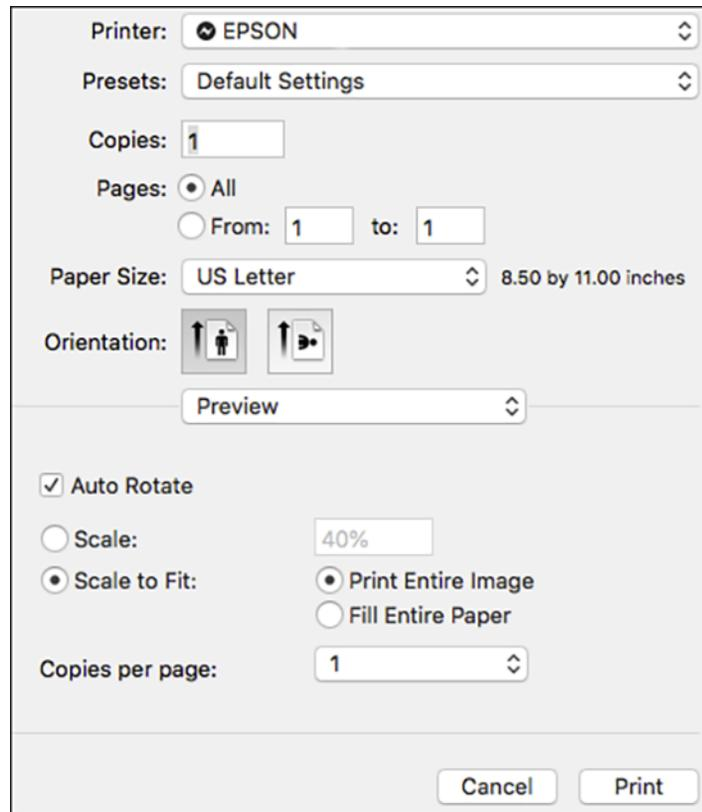 Printer: EPSON
Presets: Default Settings
Copies: 1
Pages: All
From: 1 to: 1
Paper Size: US Letter 8.50 by 11.00 inches
Orientation:
Preview
Auto Rotate
Scale: 40%
Scale to Fit: Print Entire Image
Fill Entire Paper
Copies per page: 1
Cancel Print